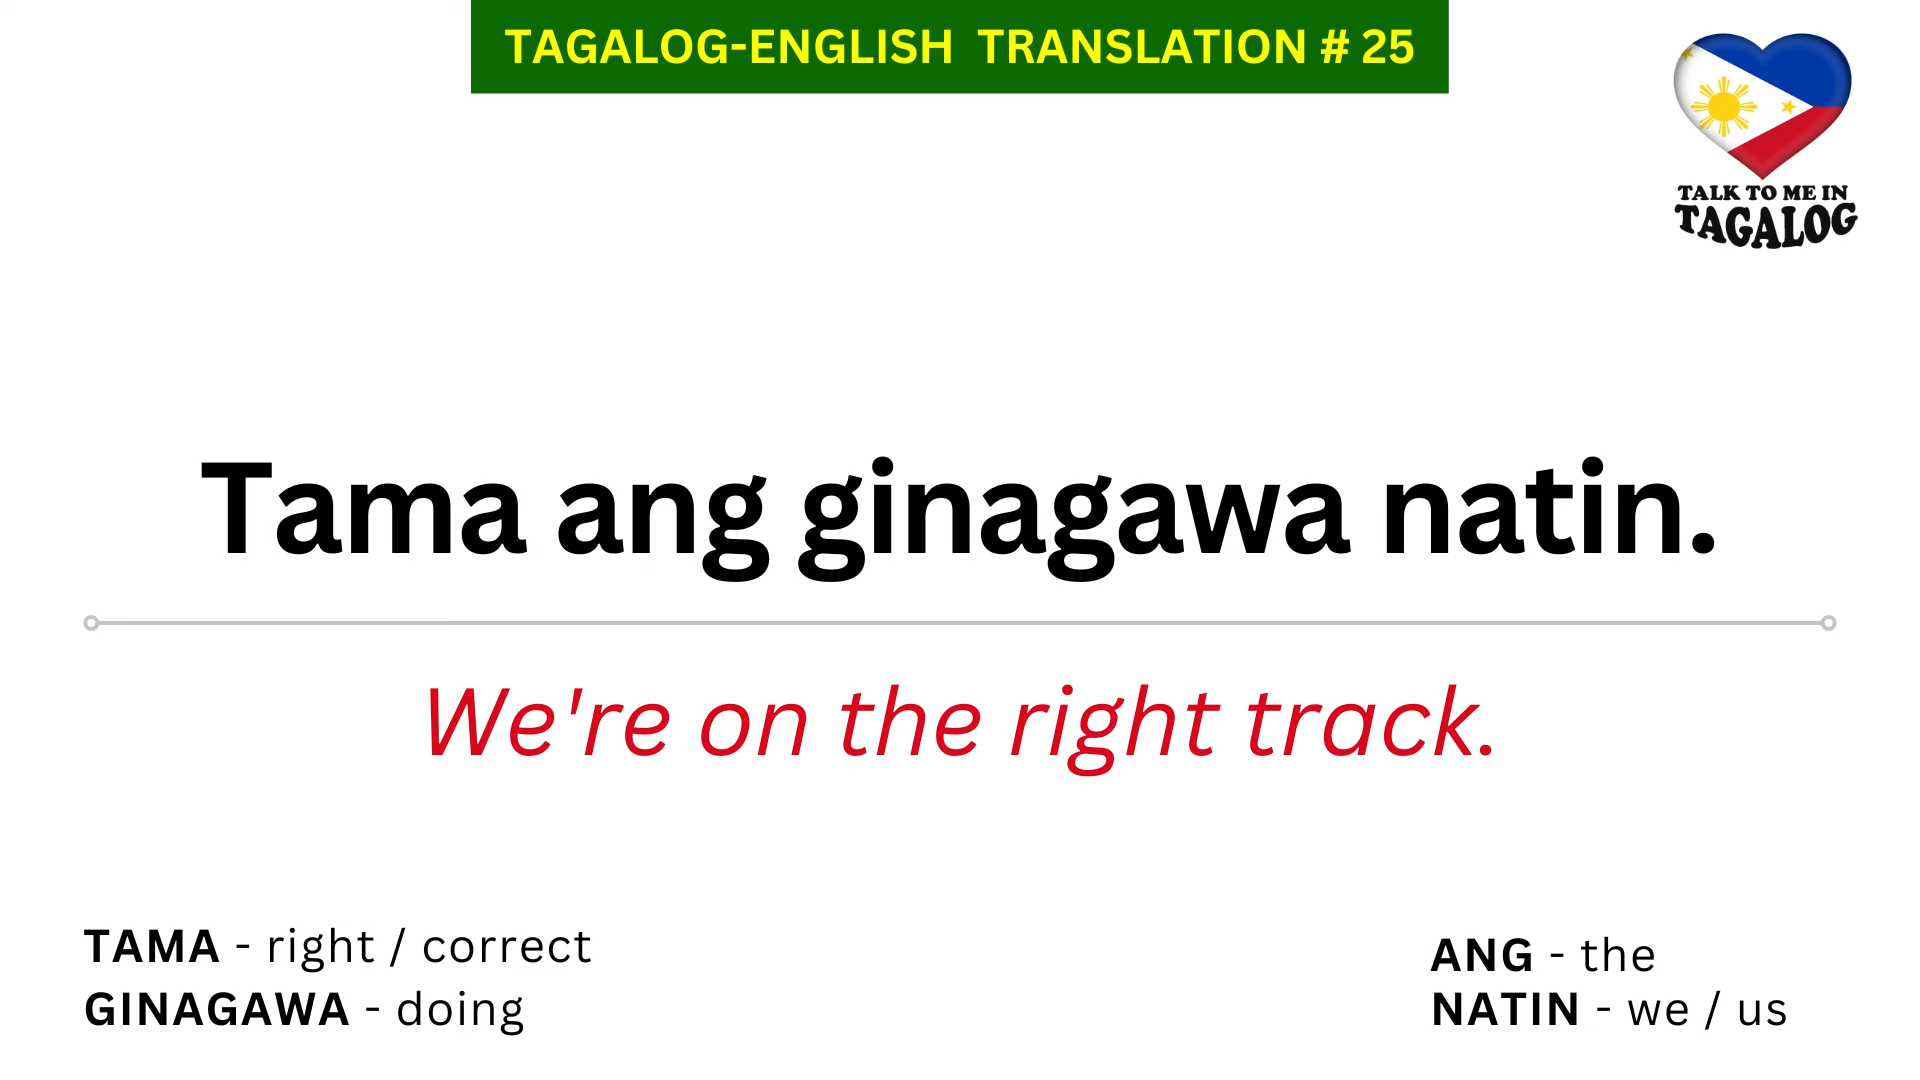 TAGALOG-ENGLISH TRANSLATION # 25
TALK TO ME IN
TAGALOG
Tama ang ginagawa natin.
We're on the right track.
TAMA - right / correct
GINAGAWA - doing
ANG - the
NATIN - we / us